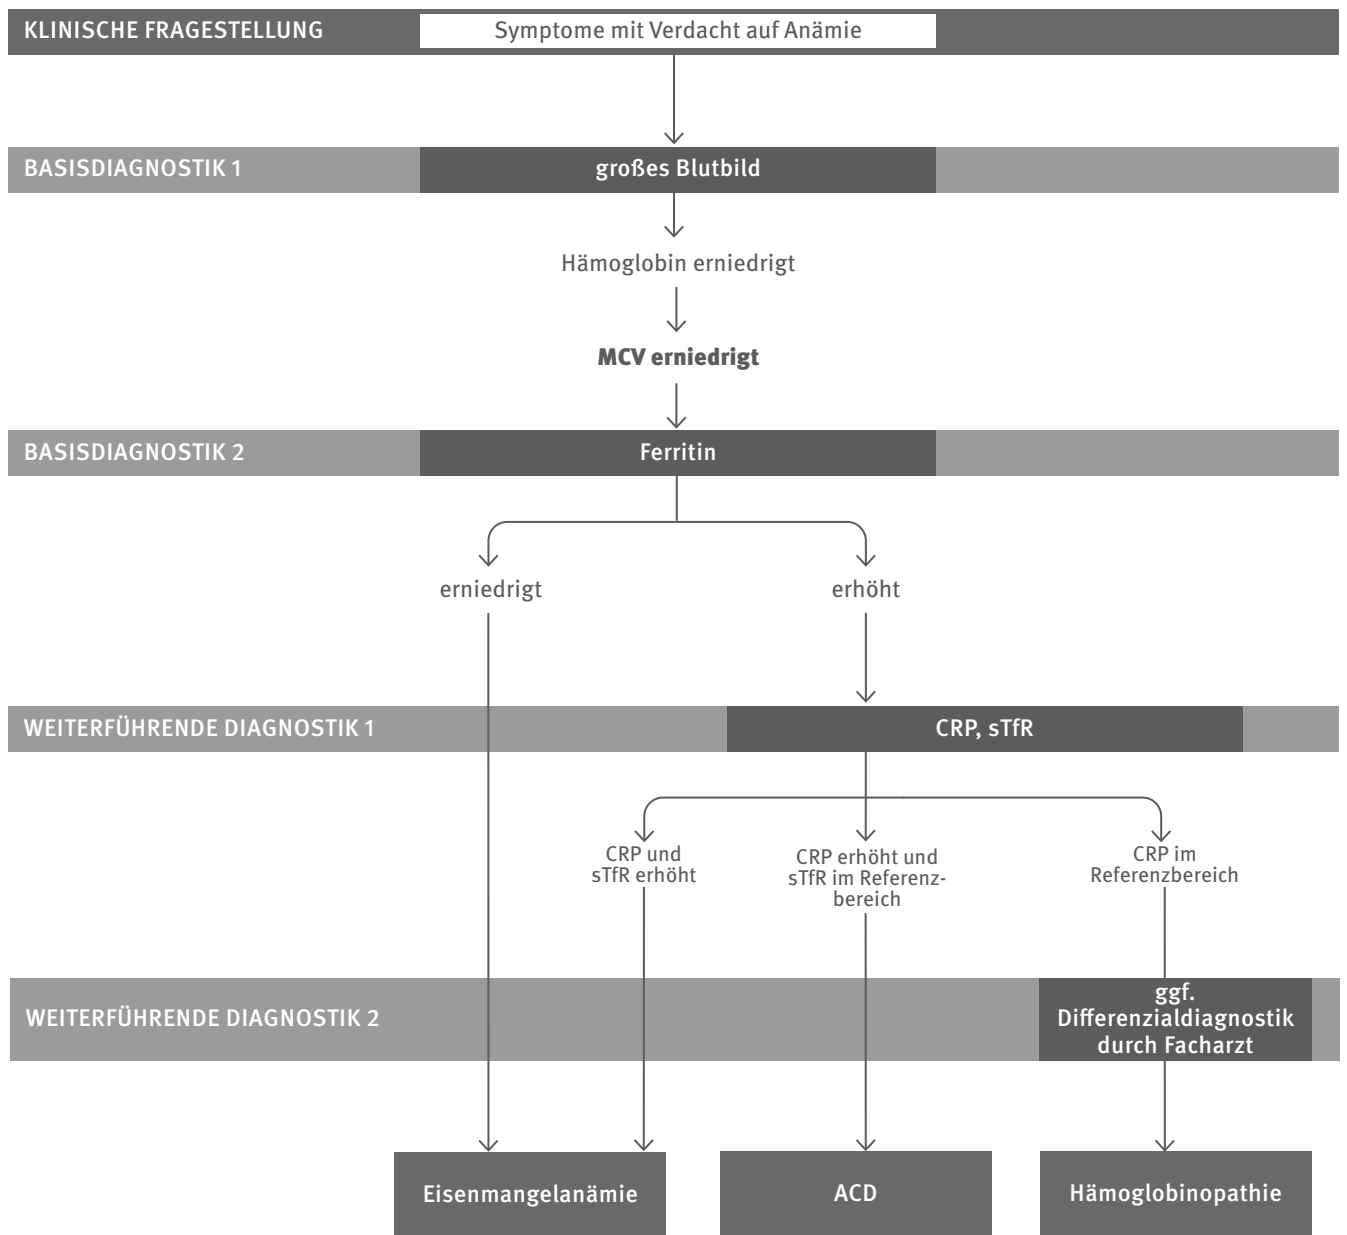 KLINISCHE FRAGESTELLUNG
Symptome mit Verdacht auf Anämie
BASISDIAGNOSTIK 1
großes Blutbild
Hämoglobin erniedrigt
MCV erniedrigt
BASISDIAGNOSTIK 2
Ferritin
erniedrigt
erhöht
WEITERFÜHRENDE DIAGNOSTIK 1
CRP, sTfR
CRP und
sTfR erhöht
CRP erhöht und
sTfR im Referenz-
bereich
CRP im
Referenzbereich
WEITERFÜHRENDE DIAGNOSTIK 2
ggf.
Differenzialdiagnostik
durch Facharzt
Eisenmangelanämie
ACD
Hämoglobinopathie